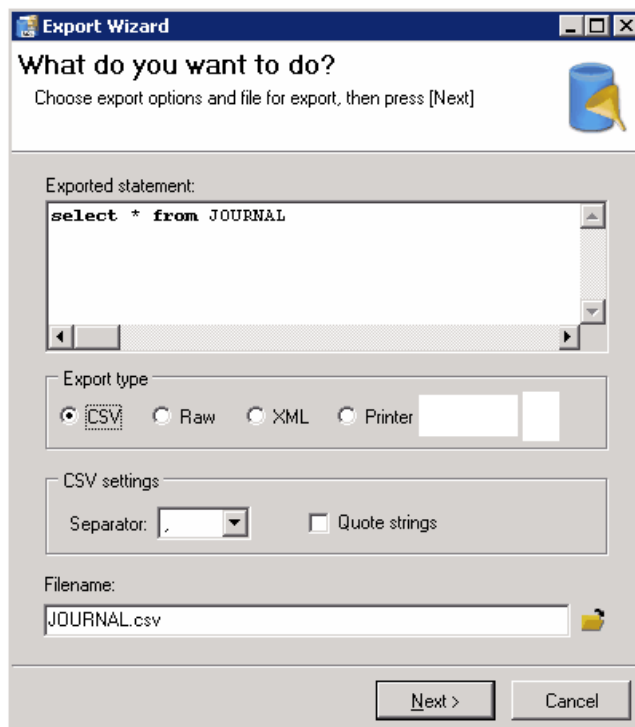 Export Wizard
What do you want to do?
Choose export options and file for export, then press [Next]
Exported statement:
select * from JOURNAL
Export type
CSV Raw XML Printer
CSV settings
Separator: , Quote strings
Filename:
JOURNAL.csv
Next > Cancel